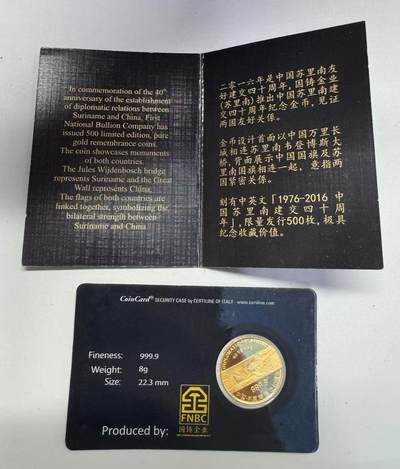 In commemoration of the 40th
anniversary of the establishment
of diplomatic relations between
Suriname and China, First
National Bullion Company has
issued 500 limited edition, pure
gold remembrance coins.
The coin showcases monuments
of both countries.
The Jules Wijdenbosch bridge
represents Suriname and the Great
Wall represents China.
The flags of both countries are
linked together, symbolizing the
bilateral strength between
Suriname and China.
二零一六年是中国苏里南友
好建交四十周年,国铸金业
(苏里南)推出中国苏里南建
交四十周年纪念金币,见证
两国友好关系。
金币设计首面以中国万里长
城相连苏里南韦登博斯大
桥,背面展示中国国旗及苏
里南国旗相连一起,意指两
国紧密关系。
刻有中英文「1976-2016 中
国苏里南建交四十周
年」,限量发行500枚,极具
纪念收藏价值。
CoinCard® SECURITY CASE by CERTILINE OF ITALY - www.certiline.com
Fineness: 999.9
Weight: 8g
Size: 22.3 mm
FNBC
国铸金业
Produced by: